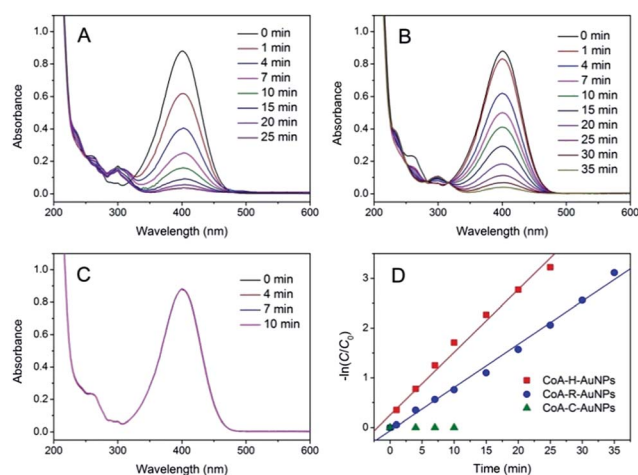 A
0 min
1 min
4 min
7 min
10 min
15 min
20 min
25 min
Absorbance
1.0
0.8
0.6
0.4
0.2
0.0
200 300 400 500 600
Wavelength (nm)
B
0 min
1 min
4 min
7 min
10 min
15 min
20 min
25 min
30 min
35 min
Absorbance
1.0
0.8
0.6
0.4
0.2
0.0
200 300 400 500 600
Wavelength (nm)
C
0 min
4 min
7 min
10 min
Absorbance
1.0
0.8
0.6
0.4
0.2
0.0
200 300 400 500 600
Wavelength (nm)
D
-ln(C/C0)
3
2
1
0
CoA-H-AuNPs
CoA-R-AuNPs
CoA-C-AuNPs
0 5 10 15 20 25 30 35
Time (min)